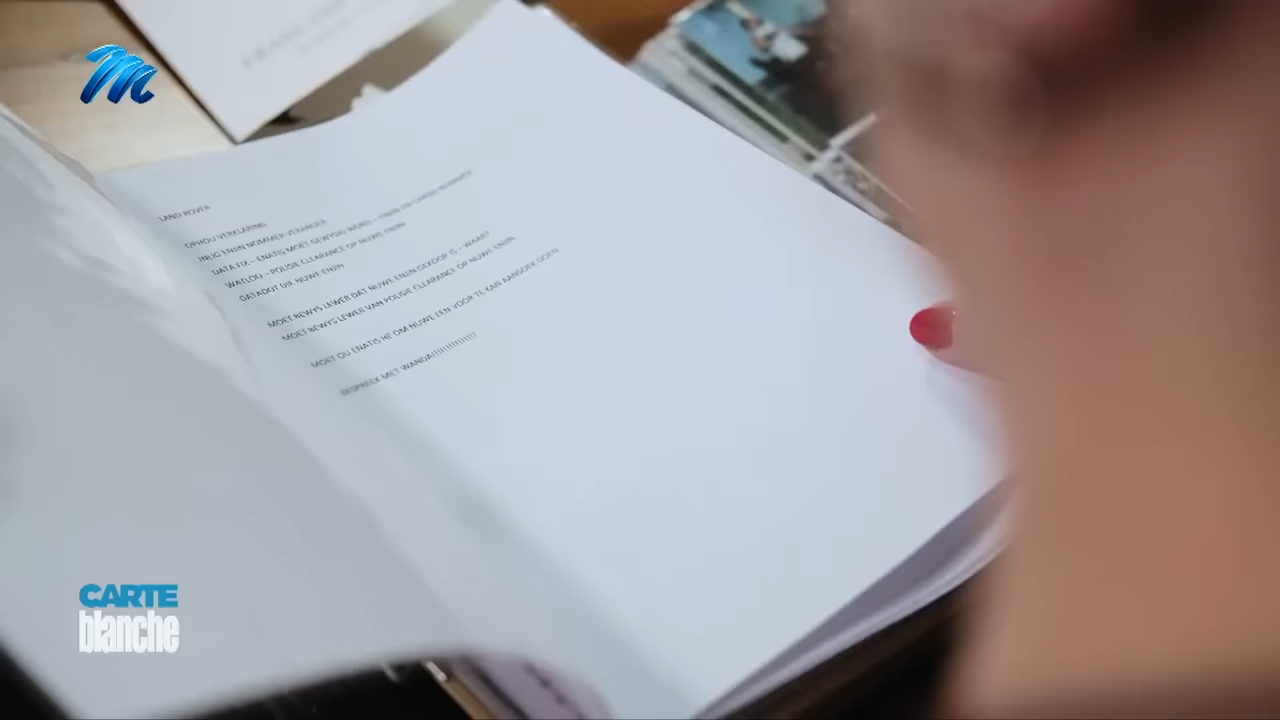 LAND ROVER
OPHOU VERKLARING
INLIG ENJIN NOMMER VERANDER
DATA FIX – ENATIS MOET GEWYSIG WORD – ENJIN EN CHASSIS NOMMER
WATLOU – POLISIE CLEARANCE OP NUWE ENJIN
DATADOT UIF NUWE ENJIN
MOET BEWYS LEWER DAT NUWE ENJIN GEKOOP IS – WAAR?
MOET BEWYS LEWER VAN POLISIE CLEARANCE OP NUWE ENJIN
MOET OU ENATIS HE OM NUWE EEN VOOR TE KAN AANSOEK DOEN
BESPREEK MET WANDA!!!!!!!!!!!!!!!
CARTE
blanche